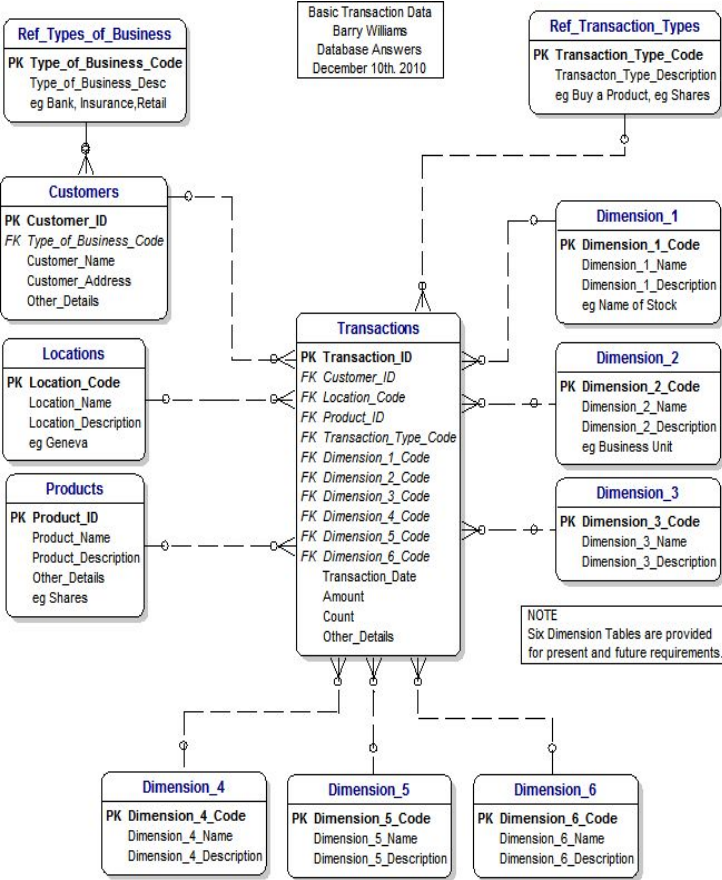 Basic Transaction Data
Barry Williams
Database Answers
December 10th. 2010
Ref_Types_of_Business
PK Type_of_Business_Code
Type_of_Business_Desc
eg Bank, Insurance,Retail
Ref_Transaction_Types
PK Transaction_Type_Code
Transacton_Type_Description
eg Buy a Product, eg Shares
Customers
PK Customer_ID
FK Type_of_Business_Code
Customer_Name
Customer_Address
Other_Details
Dimension_1
PK Dimension_1_Code
Dimension_1_Name
Dimension_1_Description
eg Name of Stock
Transactions
PK Transaction_ID
FK Customer_ID
FK Location_Code
FK Product_ID
FK Transaction_Type_Code
FK Dimension_1_Code
FK Dimension_2_Code
FK Dimension_3_Code
FK Dimension_4_Code
FK Dimension_5_Code
FK Dimension_6_Code
Transaction_Date
Amount
Count
Other_Details
Locations
PK Location_Code
Location_Name
Location_Description
eg Geneva
Dimension_2
PK Dimension_2_Code
Dimension_2_Name
Dimension_2_Description
eg Business Unit
Products
PK Product_ID
Product_Name
Product_Description
Other_Details
eg Shares
Dimension_3
PK Dimension_3_Code
Dimension_3_Name
Dimension_3_Description
NOTE
Six Dimension Tables are provided
for present and future requirements.
Dimension_4
PK Dimension_4_Code
Dimension_4_Name
Dimension_4_Description
Dimension_5
PK Dimension_5_Code
Dimension_5_Name
Dimension_5_Description
Dimension_6
PK Dimension_6_Code
Dimension_6_Name
Dimension_6_Description